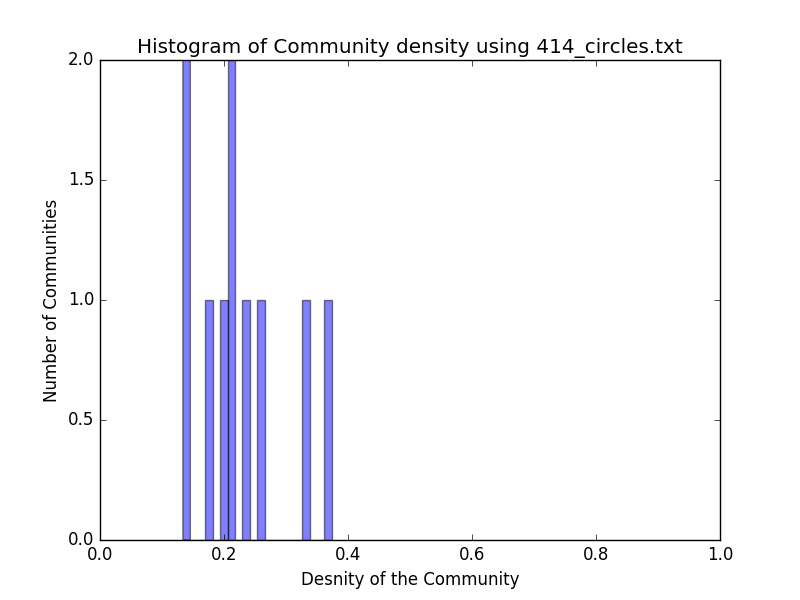 Histogram of Community density using 414_circles.txt
2.0
1.5
1.0
0.5
0.0
Number of Communities
0.0 0.2 0.4 0.6 0.8 1.0
Desnity of the Community